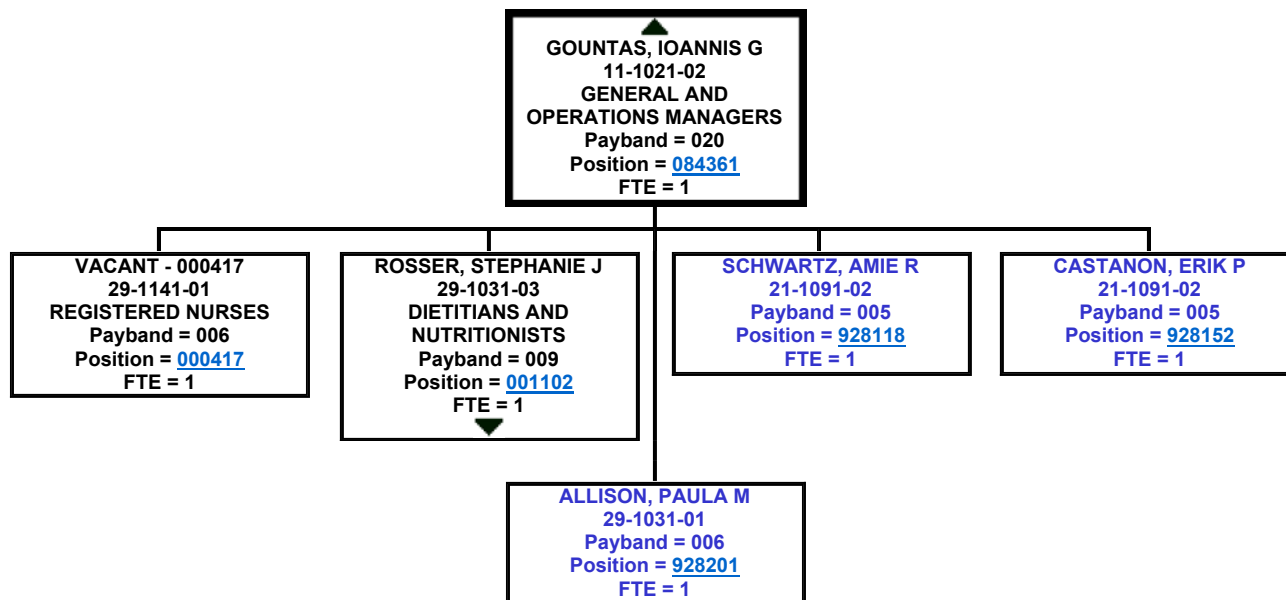 GOUNTAS, IOANNIS G
11-1021-02
GENERAL AND
OPERATIONS MANAGERS
Payband = 020
Position = 084361
FTE = 1
VACANT - 000417
29-1141-01
REGISTERED NURSES
Payband = 006
Position = 000417
FTE = 1
ROSSER, STEPHANIE J
29-1031-03
DIETITIANS AND
NUTRITIONISTS
Payband = 009
Position = 001102
FTE = 1
SCHWARTZ, AMIE R
21-1091-02
Payband = 005
Position = 928118
FTE = 1
CASTANON, ERIK P
21-1091-02
Payband = 005
Position = 928152
FTE = 1
ALLISON, PAULA M
29-1031-01
Payband = 006
Position = 928201
FTE = 1